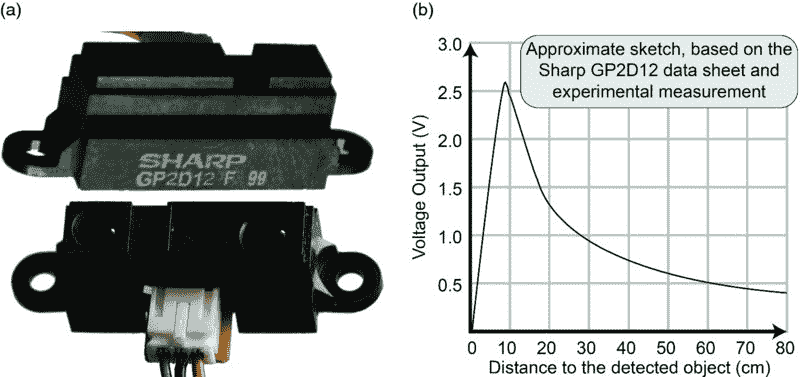 (a)
SHARP
GP2D12 F 99
(b)
Approximate sketch, based on the
Sharp GP2D12 data sheet and
experimental measurement
Voltage Output (V)
3.0
2.5
2.0
1.5
1.0
0.5
0 10 20 30 40 50 60 70 80
Distance to the detected object (cm)